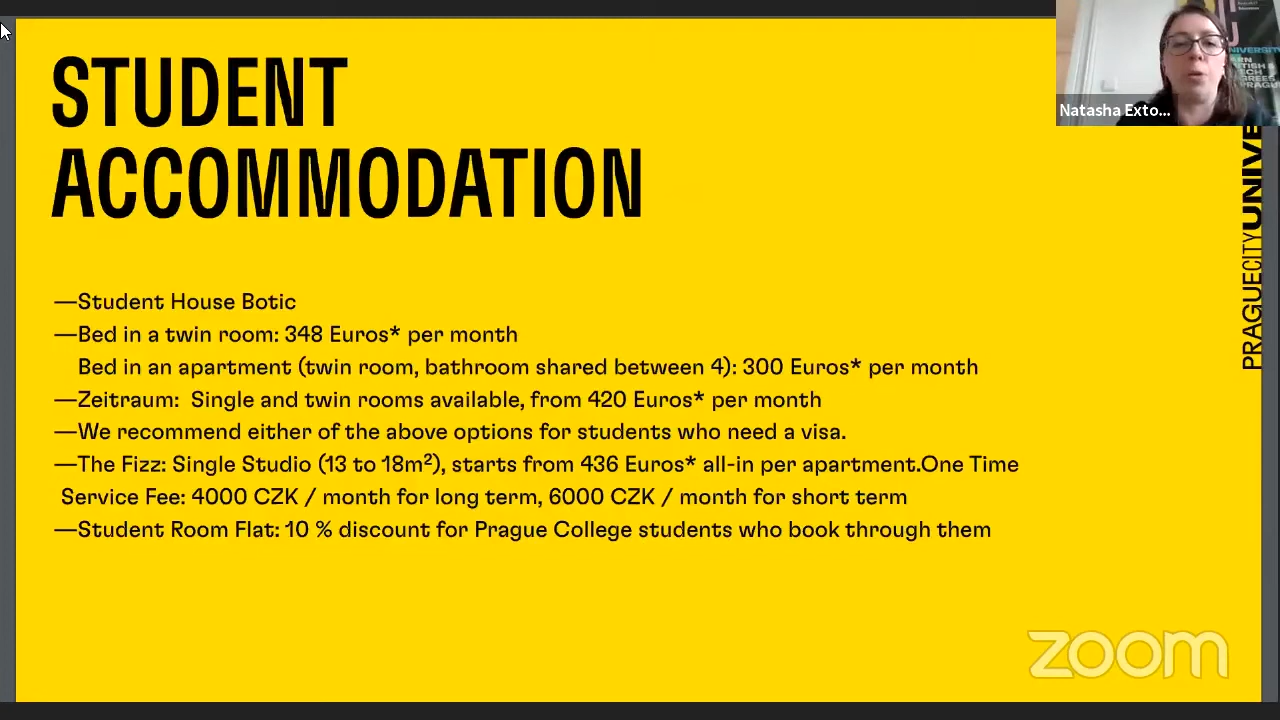 STUDENT
ACCOMMODATION
—Student House Botic
—Bed in a twin room: 348 Euros* per month
Bed in an apartment (twin room, bathroom shared between 4): 300 Euros* per month
—Zeitraum:  Single and twin rooms available, from 420 Euros* per month
—We recommend either of the above options for students who need a visa.
—The Fizz: Single Studio (13 to 18m²), starts from 436 Euros* all-in per apartment.One Time
Service Fee: 4000 CZK / month for long term, 6000 CZK / month for short term
—Student Room Flat: 10 % discount for Prague College students who book through them
Natasha Exto...
PRAGUECITYUNIVE
zoom